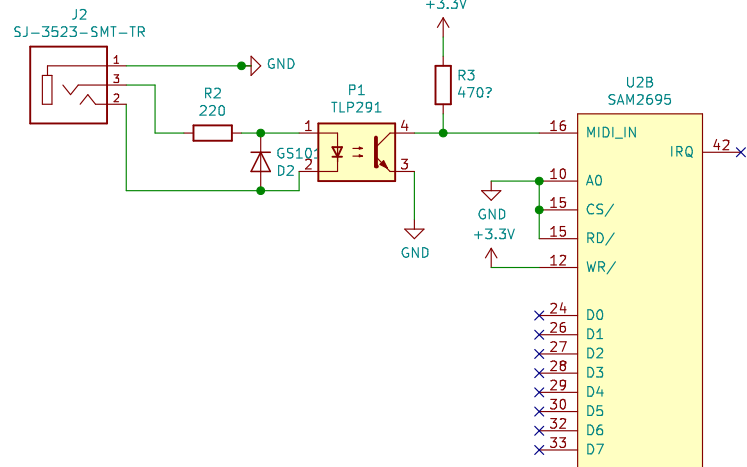 +3.3V
J2
SJ-3523-SMT-TR
1
3
2
GND
R2
220
GS101
D2
P1
TLP291
1
2
4
3
GND
R3
470?
U2B
SAM2695
16 MIDI_IN
IRQ 42
10 A0
15 CS/
15 RD/
12 WR/
GND
+3.3V
24 D0
26 D1
27 D2
28 D3
29 D4
30 D5
32 D6
33 D7